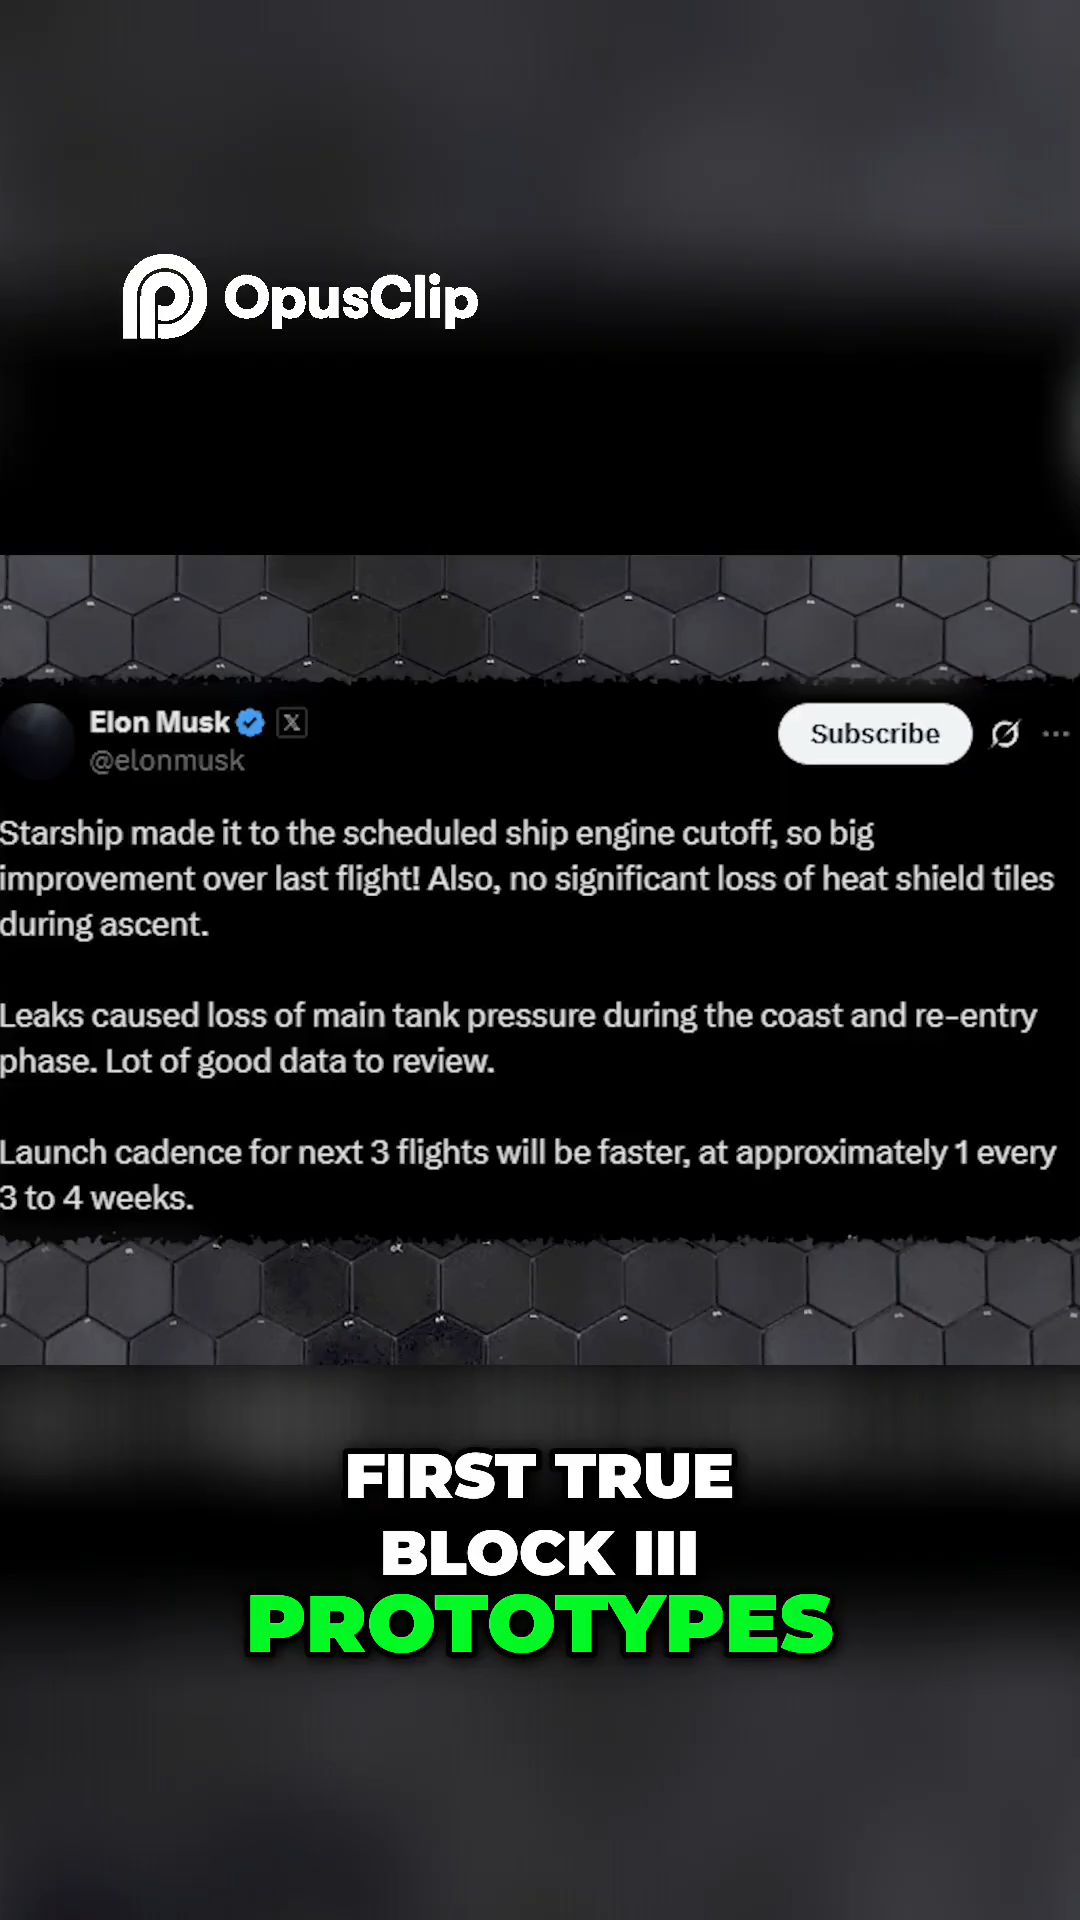 OpusClip
Elon Musk
@elonmusk
Subscribe
Starship made it to the scheduled ship engine cutoff, so big
improvement over last flight! Also, no significant loss of heat shield tiles
during ascent.
Leaks caused loss of main tank pressure during the coast and re-entry
phase. Lot of good data to review.
Launch cadence for next 3 flights will be faster, at approximately 1 every
3 to 4 weeks.
FIRST TRUE
BLOCK III
PROTOTYPES